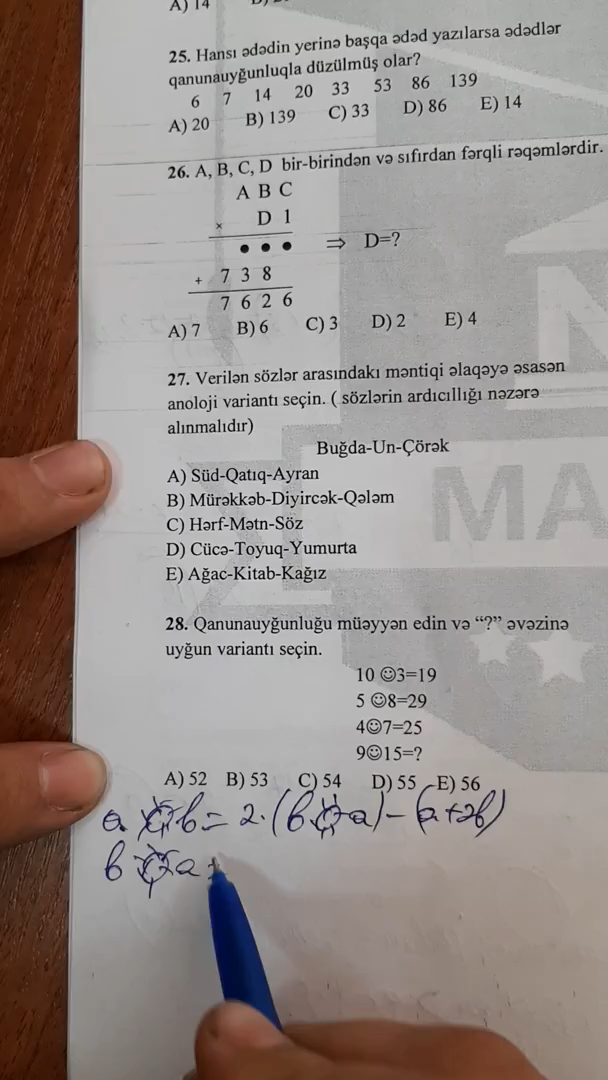 A) 14
25. Hansı ədədin yerinə başqa ədəd yazılarsa ədədlər
qanunauyğunluqla düzülmüş olar?
6 7 14 20 33 53 86 139
A) 20 B) 139 C) 33 D) 86 E) 14
26. A, B, C, D bir-birindən və sıfırdan fərqli rəqəmlərdir.
A B C
× D 1
● ● ● ⇒ D=?
+ 7 3 8
7 6 2 6
A) 7 B) 6 C) 3 D) 2 E) 4
27. Verilən sözlər arasındakı məntiqi əlaqəyə əsasən
anoloji variantı seçin. ( sözlərin ardıcıllığı nəzərə
alınmalıdır)
Buğda-Un-Çörək
A) Süd-Qatıq-Ayran
B) Mürəkkəb-Diyircək-Qələm
C) Hərf-Mətn-Söz
D) Cücə-Toyuq-Yumurta
E) Ağac-Kitab-Kağız
MA
28. Qanunauyğunluğu müəyyən edin və “?” əvəzinə
uyğun variantı seçin.
10 ☺3=19
5 ☺8=29
4☺7=25
9☺15=?
A) 52 B) 53 C) 54 D) 55 E) 56
a ☼ b = 2·(b ☼ a) − (a+2b)
b ☼ a =